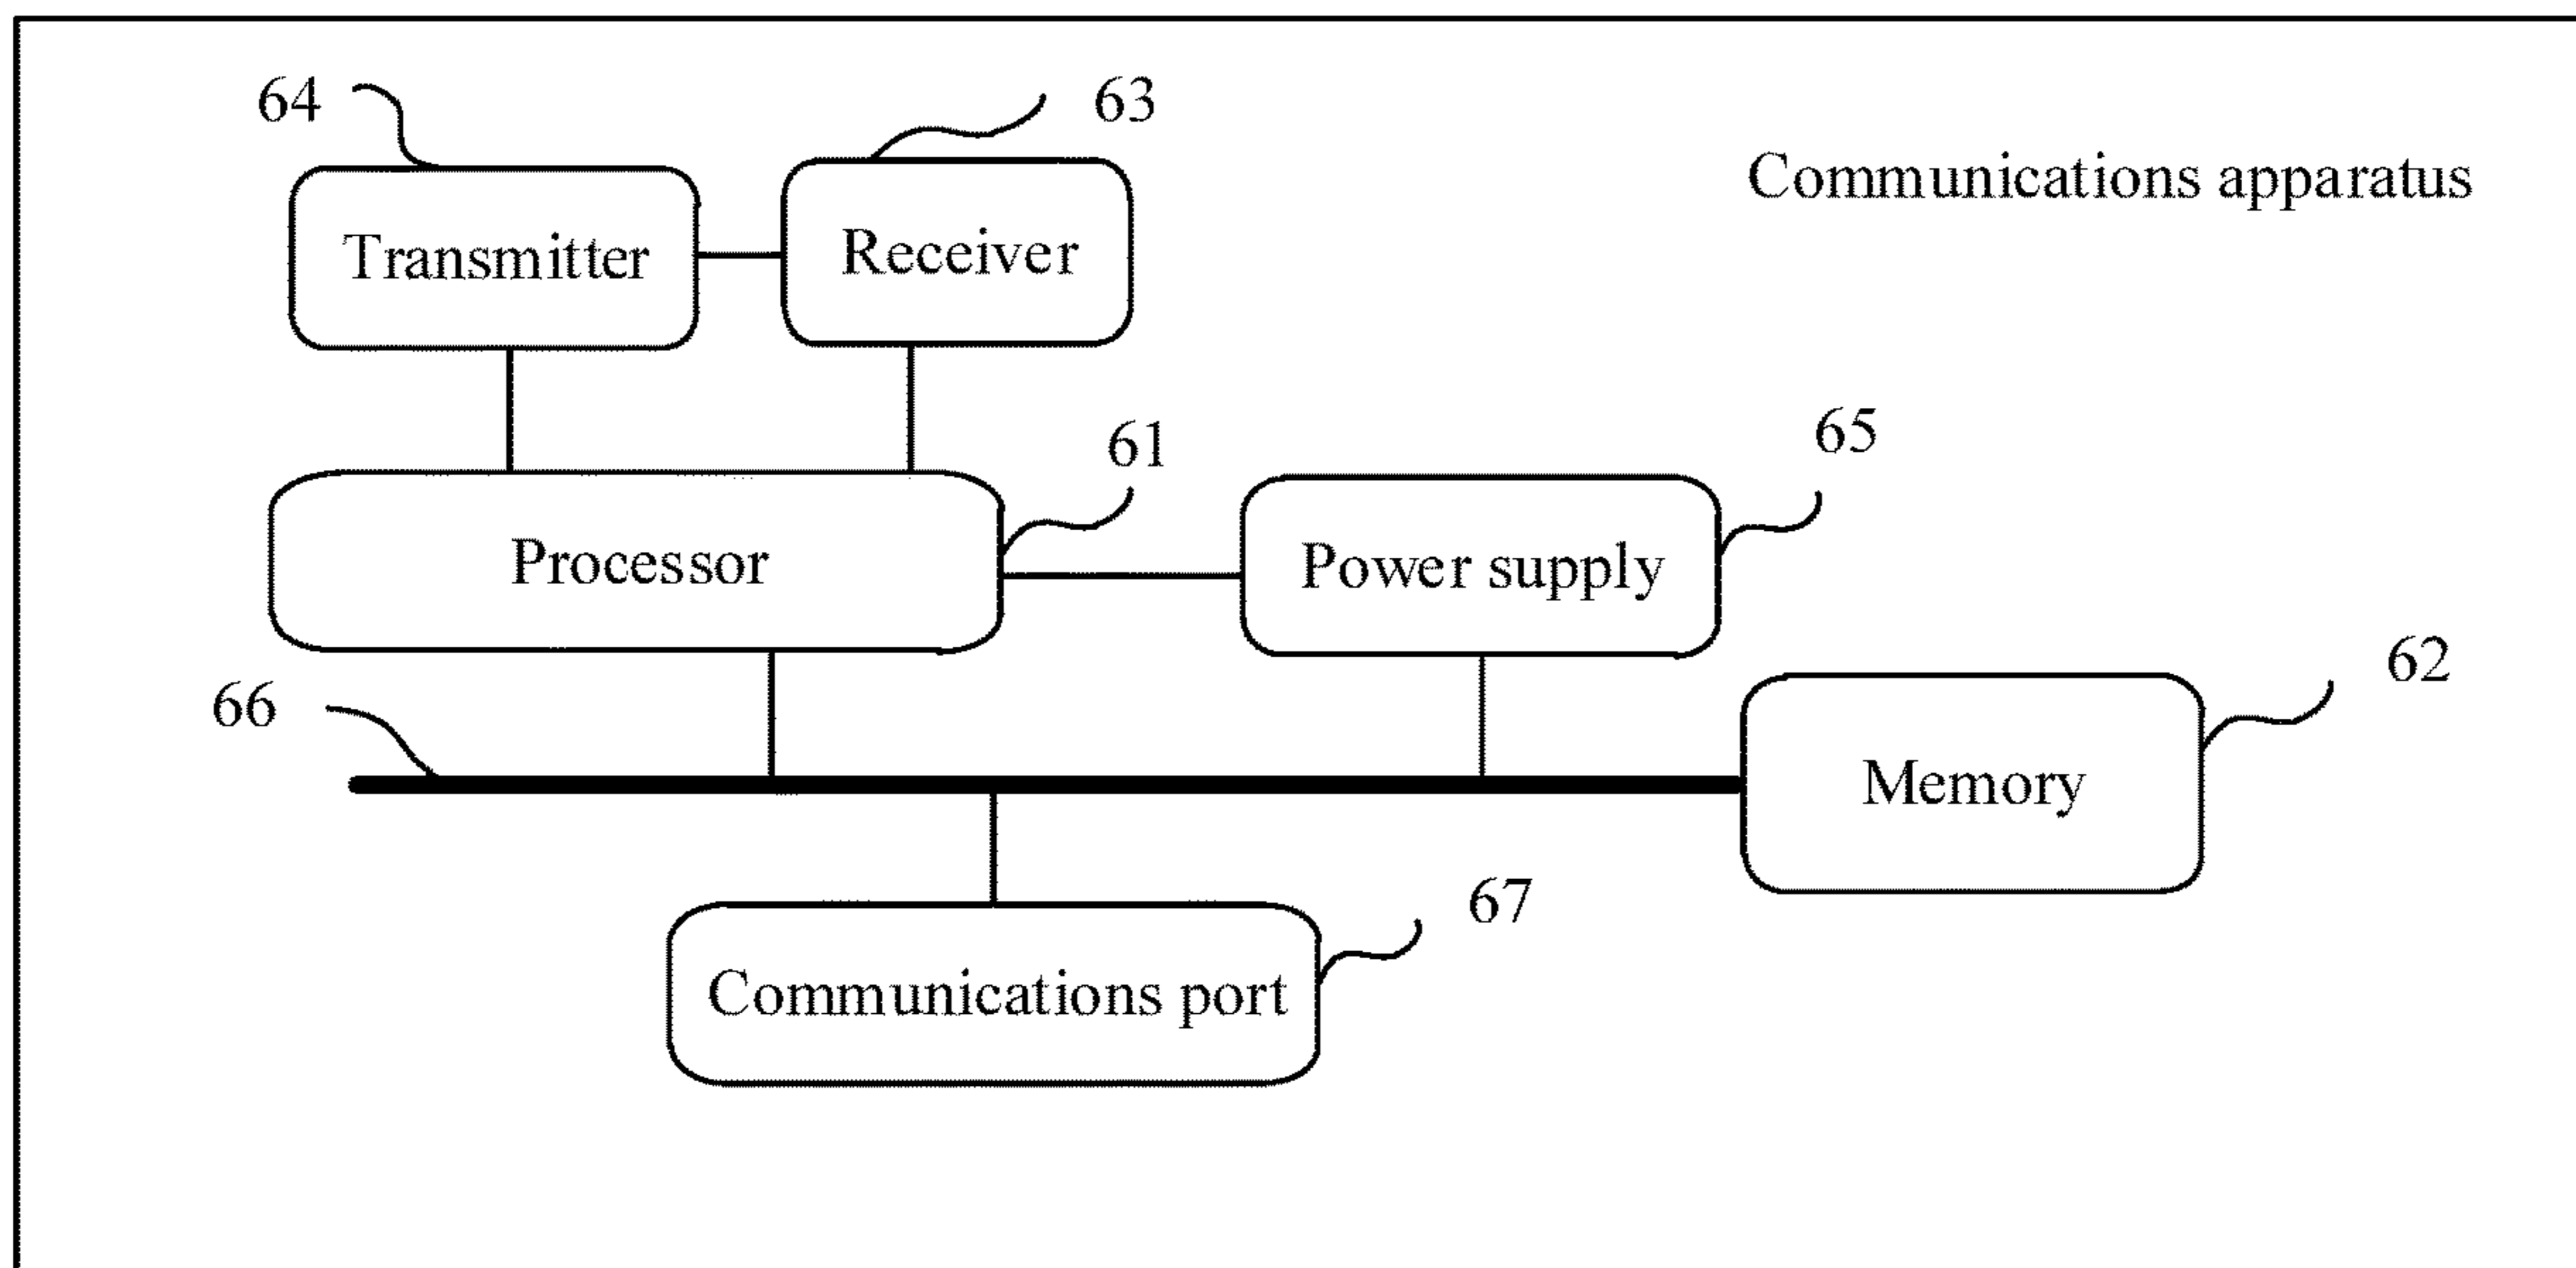 64
63
Communications apparatus
Transmitter
Receiver
61
65
Processor
Power supply
62
66
Memory
67
Communications port